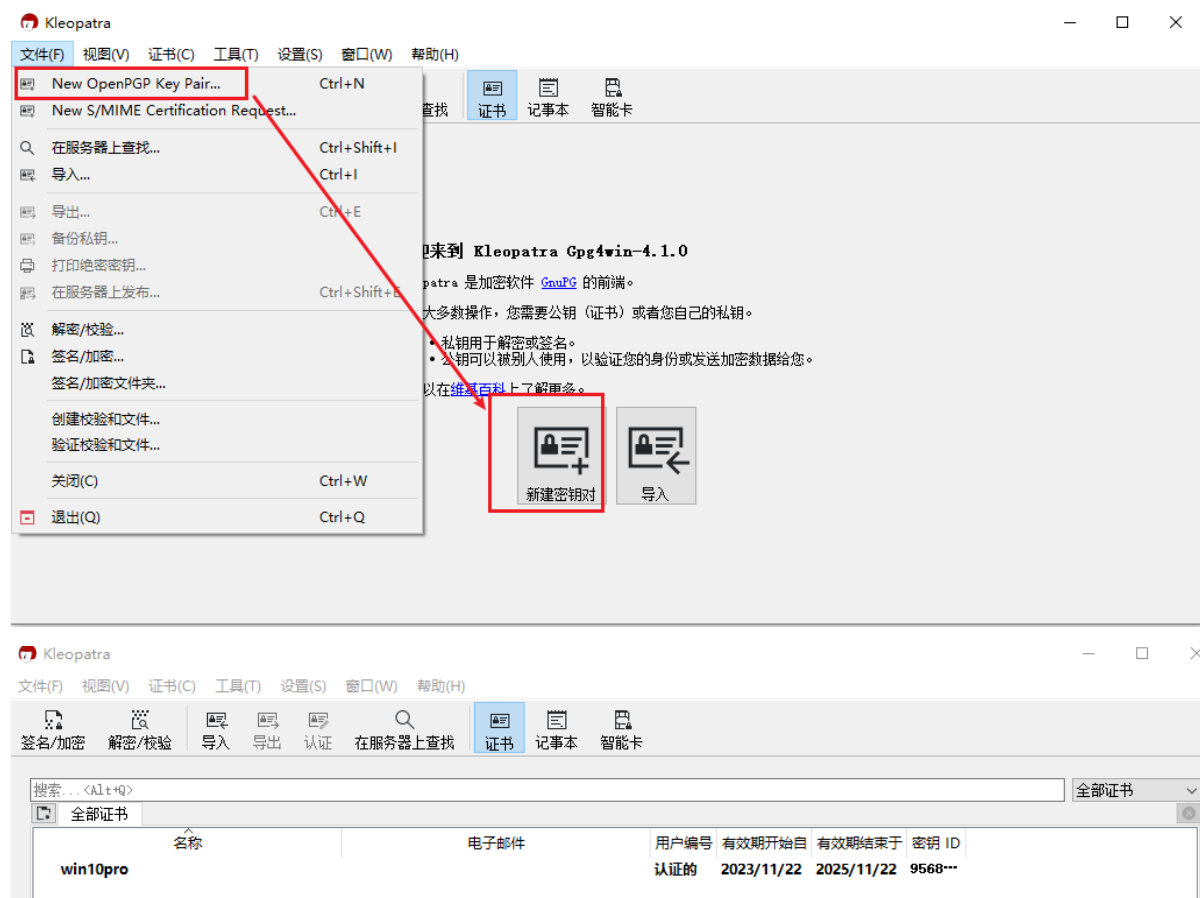 Kleopatra
文件(F) 视图(V) 证书(C) 工具(T) 设置(S) 窗口(W) 帮助(H)
New OpenPGP Key Pair... Ctrl+N
New S/MIME Certification Request...
查找 证书 记事本 智能卡
在服务器上查找... Ctrl+Shift+I
导入... Ctrl+I
导出... Ctrl+E
备份私钥...
打印绝密密钥...
在服务器上发布... Ctrl+Shift+E
解密/校验...
签名/加密...
签名/加密文件夹...
创建校验和文件...
验证校验和文件...
关闭(C) Ctrl+W
退出(Q) Ctrl+Q
来到 Kleopatra Gpg4win-4.1.0
patra 是加密软件 GnuPG 的前端。
大多数操作，您需要公钥（证书）或者您自己的私钥。
• 私钥用于解密或签名。
• 公钥可以被别人使用，以验证您的身份或发送加密数据给您。
以在维基百科上了解更多。
新建密钥对 导入
Kleopatra
文件(F) 视图(V) 证书(C) 工具(T) 设置(S) 窗口(W) 帮助(H)
签名/加密 解密/校验 导入 导出 认证 在服务器上查找 证书 记事本 智能卡
搜索...<Alt+Q> 全部证书
全部证书
名称 电子邮件 用户编号 有效期开始自 有效期结束于 密钥 ID
win10pro 认证的 2023/11/22 2025/11/22 9568···